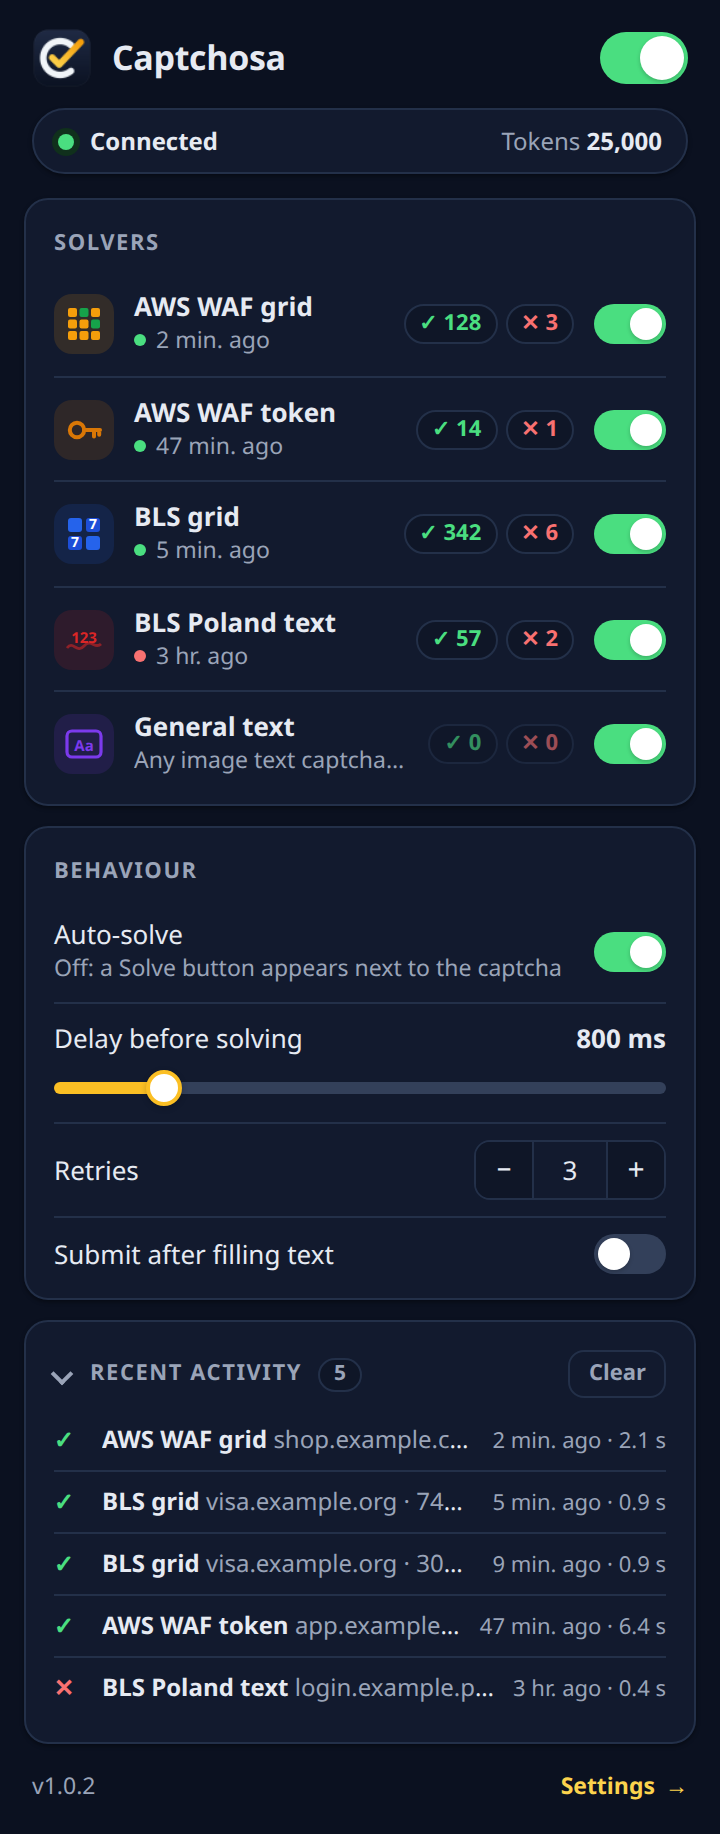 Captchosa
Connected Tokens 25,000
SOLVERS
AWS WAF grid
2 min. ago
✓ 128 ✕ 3
AWS WAF token
47 min. ago
✓ 14 ✕ 1
7
7
BLS grid
5 min. ago
✓ 342 ✕ 6
123
BLS Poland text
3 hr. ago
✓ 57 ✕ 2
Aa
General text
Any image text captcha...
✓ 0 ✕ 0
BEHAVIOUR
Auto-solve
Off: a Solve button appears next to the captcha
Delay before solving 800 ms
Retries − 3 +
Submit after filling text
RECENT ACTIVITY 5 Clear
✓ AWS WAF grid shop.example.c... 2 min. ago · 2.1 s
✓ BLS grid visa.example.org · 74... 5 min. ago · 0.9 s
✓ BLS grid visa.example.org · 30... 9 min. ago · 0.9 s
✓ AWS WAF token app.example... 47 min. ago · 6.4 s
✕ BLS Poland text login.example.p... 3 hr. ago · 0.4 s
v1.0.2 Settings →